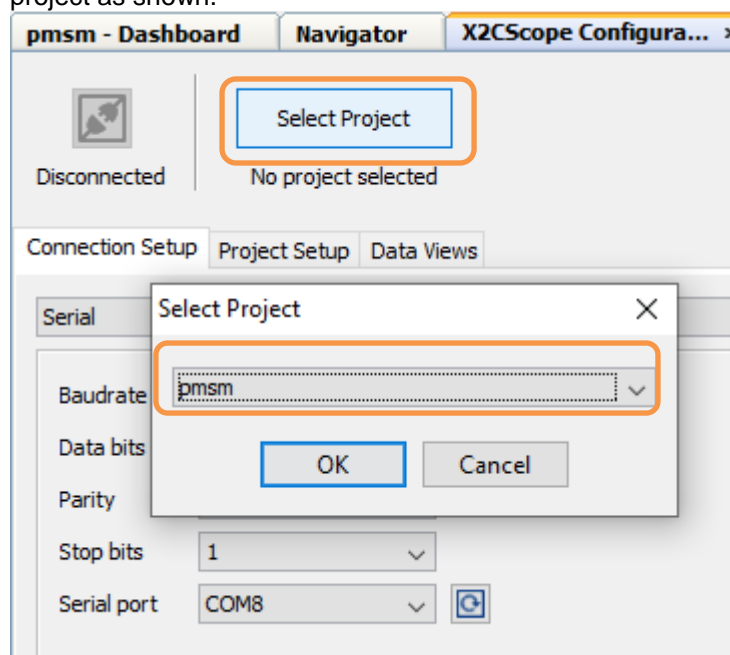 project as shown.
pmsm - Dashboard Navigator X2CScope Configura...
Select Project
Disconnected No project selected
Connection Setup Project Setup Data Views
Serial
Select Project
Baudrate
pmsm
Data bits
OK Cancel
Parity
Stop bits 1
Serial port COM8